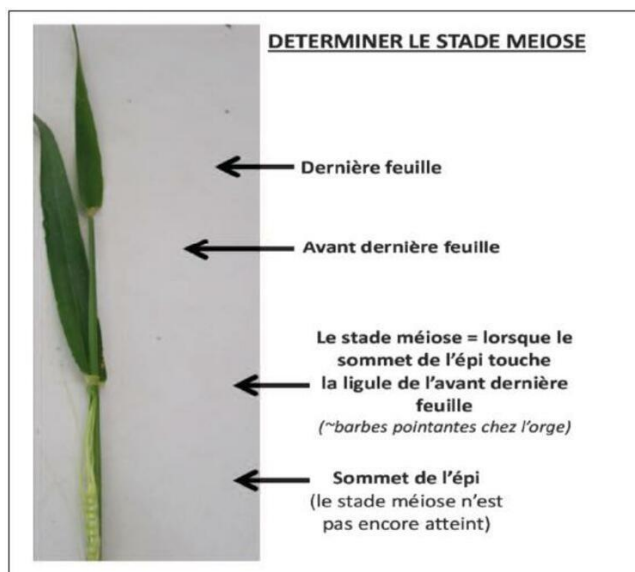 DETERMINER LE STADE MEIOSE
Dernière feuille
Avant dernière feuille
Le stade méiose = lorsque le
sommet de l'épi touche
la ligule de l'avant dernière
feuille
(~barbes pointantes chez l'orge)
Sommet de l'épi
(le stade méiose n'est
pas encore atteint)